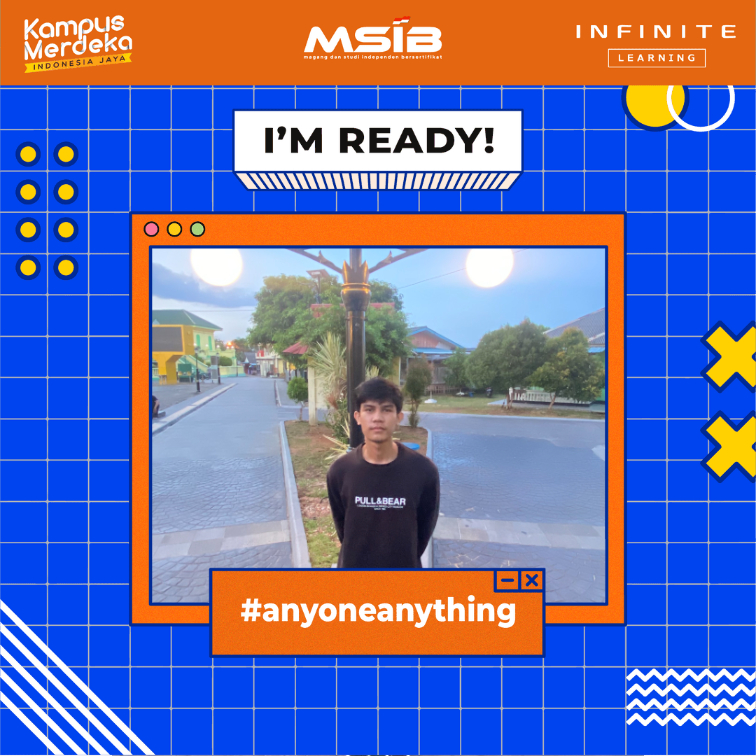 Kampus
Merdeka
INDONESIA JAYA
MSIB
magang dan studi independen bersertifikat
INFINITE
LEARNING
I'M READY!
PULL&BEAR
#anyoneanything